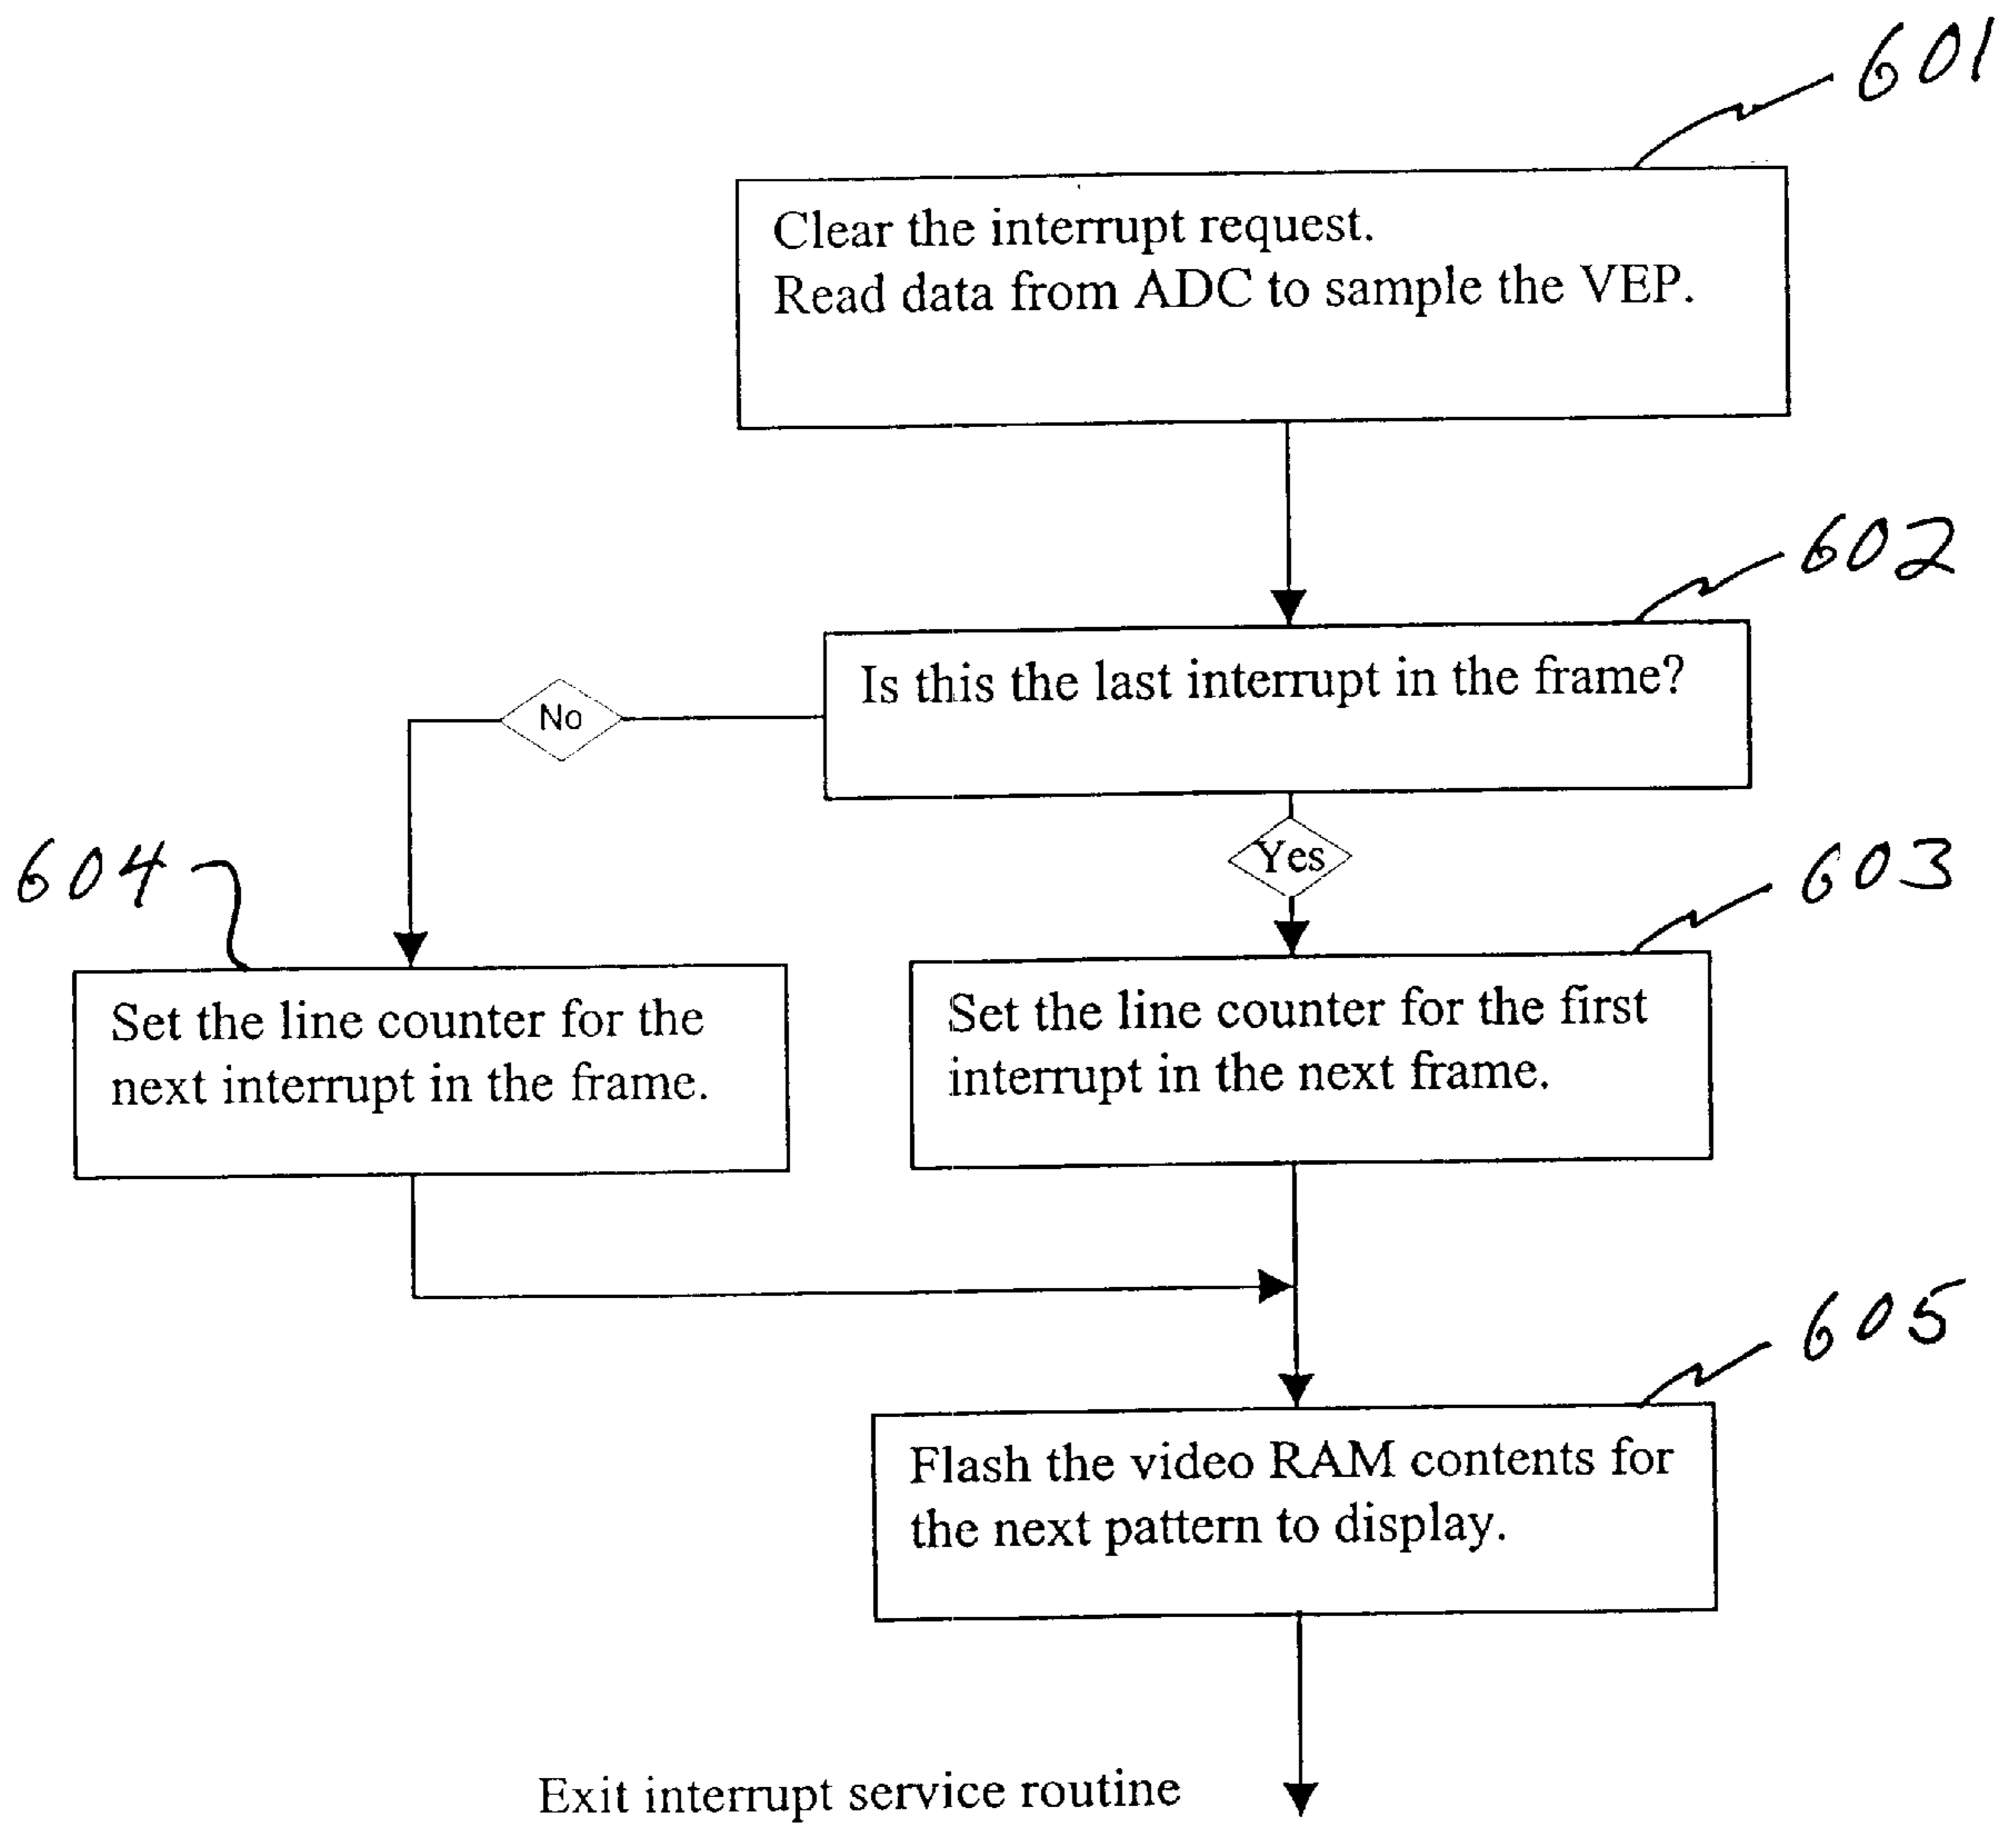 601
Clear the interrupt request.
Read data from ADC to sample the VEP.
602
Is this the last interrupt in the frame?
No
Yes
604
603
Set the line counter for the
next interrupt in the frame.
Set the line counter for the first
interrupt in the next frame.
605
Flash the video RAM contents for
the next pattern to display.
Exit interrupt service routine